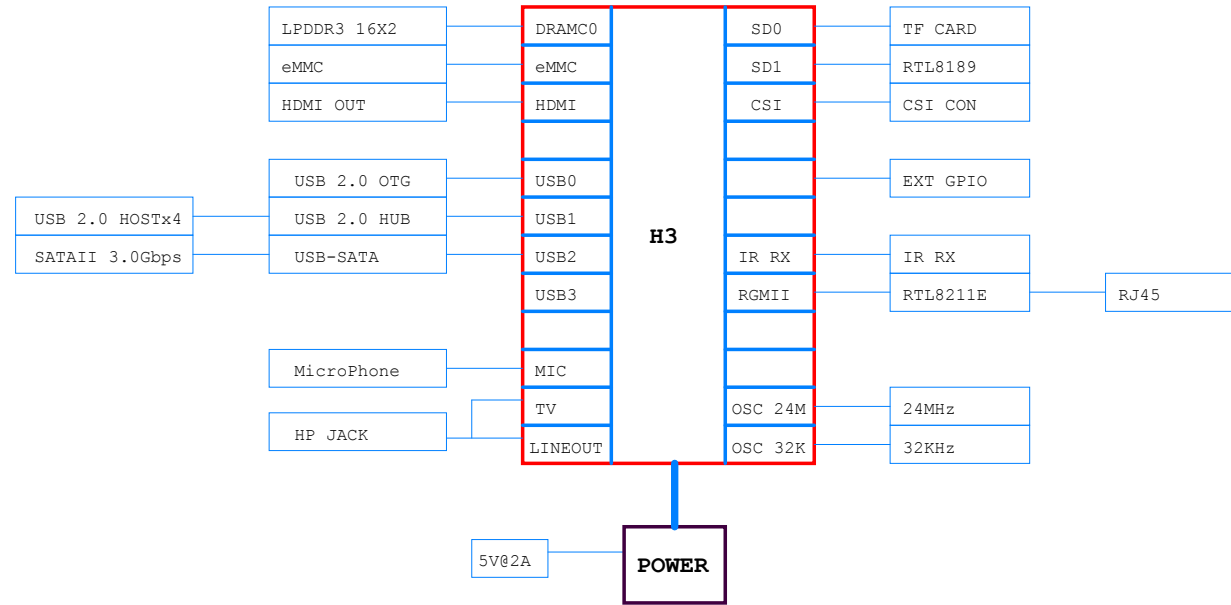 LPDDR3 16X2 DRAMC0 SD0 TF CARD
eMMC eMMC SD1 RTL8189
HDMI OUT HDMI CSI CSI CON
USB 2.0 OTG USB0 EXT GPIO
USB 2.0 HOSTx4 USB 2.0 HUB USB1
H3
SATAII 3.0Gbps USB-SATA USB2 IR RX IR RX
USB3 RGMII RTL8211E RJ45
MicroPhone MIC
TV OSC 24M 24MHz
HP JACK
LINEOUT OSC 32K 32KHz
5V@2A POWER